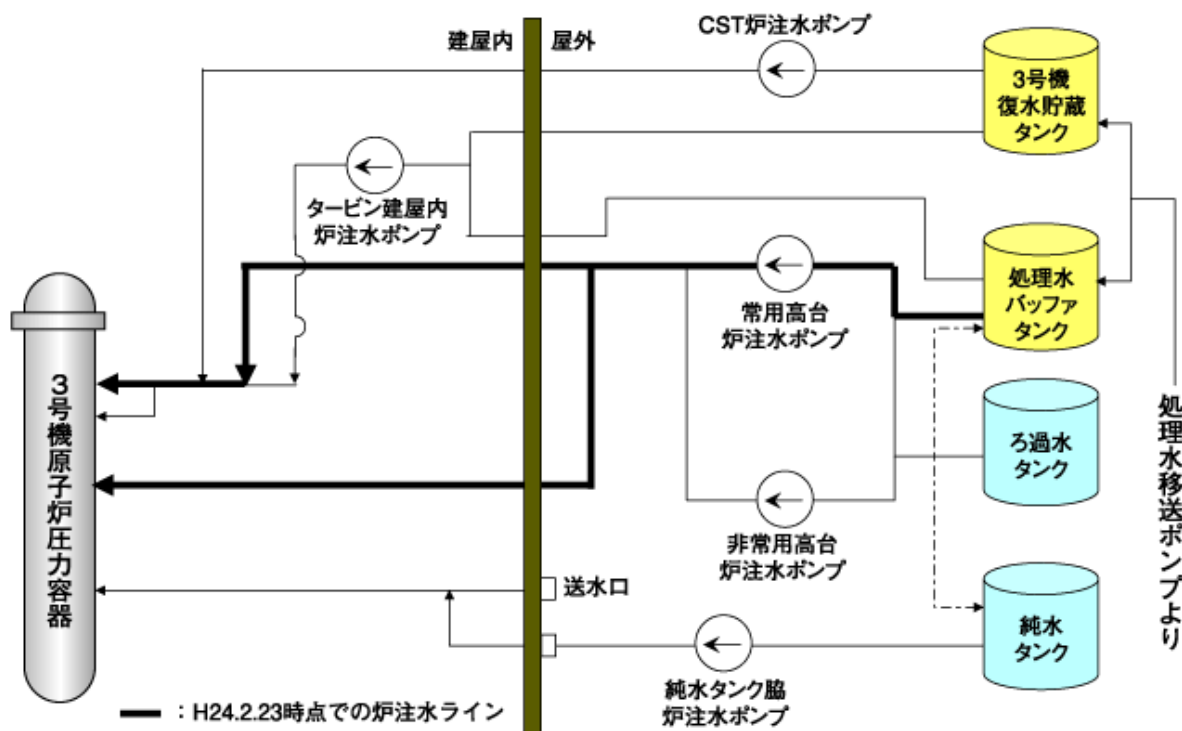 建屋内
屋外
CST炉注水ポンプ
3号機
復水貯蔵
タンク
タービン建屋内
炉注水ポンプ
常用高台
炉注水ポンプ
処理水
バッファ
タンク
ろ過水
タンク
非常用高台
炉注水ポンプ
送水口
純水タンク脇
炉注水ポンプ
純水
タンク
処理水移送ポンプより
3号機原子炉圧力容器
：H24.2.23時点での炉注水ライン